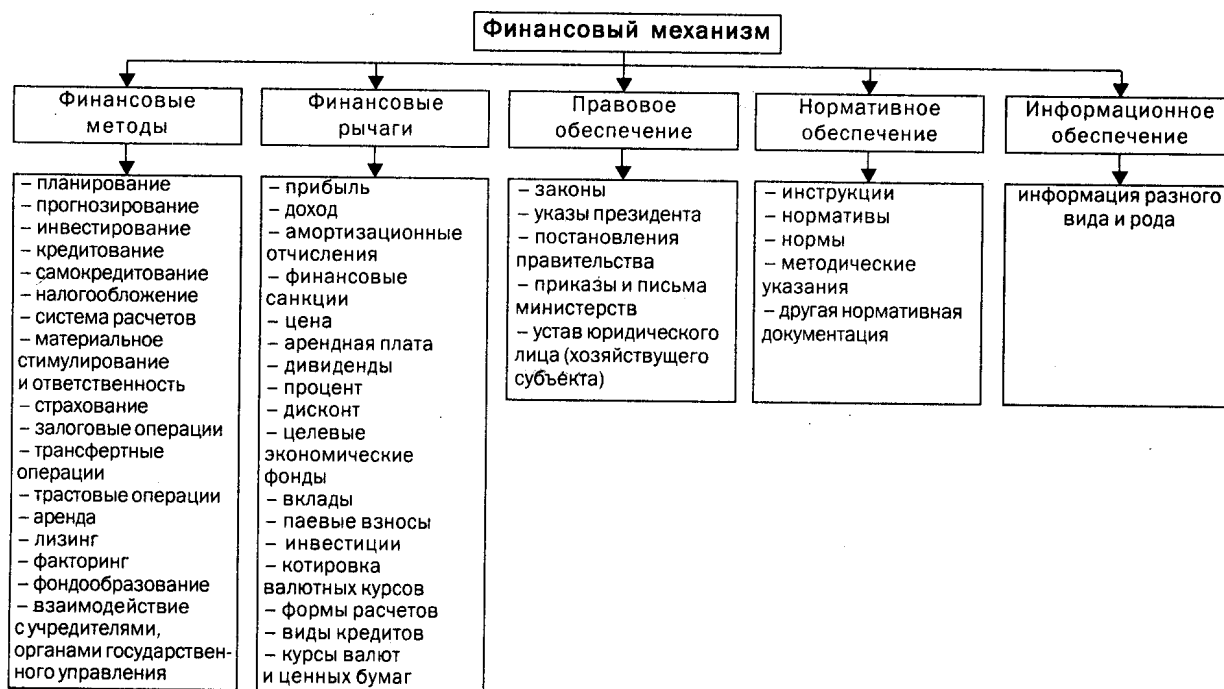 Финансовый механизм
Финансовые
методы
– планирование
– прогнозирование
– инвестирование
– кредитование
– самокредитование
– налогообложение
– система расчетов
– материальное
стимулирование
и ответственность
– страхование
– залоговые операции
– трансфертные
операции
– трастовые операции
– аренда
– лизинг
– факторинг
– фондообразование
– взаимодействие
с учредителями,
органами государствен-
ного управления
Финансовые
рычаги
– прибыль
– доход
– амортизационные
отчисления
– финансовые
санкции
– цена
– арендная плата
– дивиденды
– процент
– дисконт
– целевые
экономические
фонды
– вклады
– паевые взносы
– инвестиции
– котировка
валютных курсов
– формы расчетов
– виды кредитов
– курсы валют
и ценных бумаг
Правовое
обеспечение
– законы
– указы президента
– постановления
правительства
– приказы и письма
министерств
– устав юридического
лица (хозяйствущего
субъекта)
Нормативное
обеспечение
– инструкции
– нормативы
– нормы
– методические
указания
– другая нормативная
документация
Информационное
обеспечение
информация разного
вида и рода